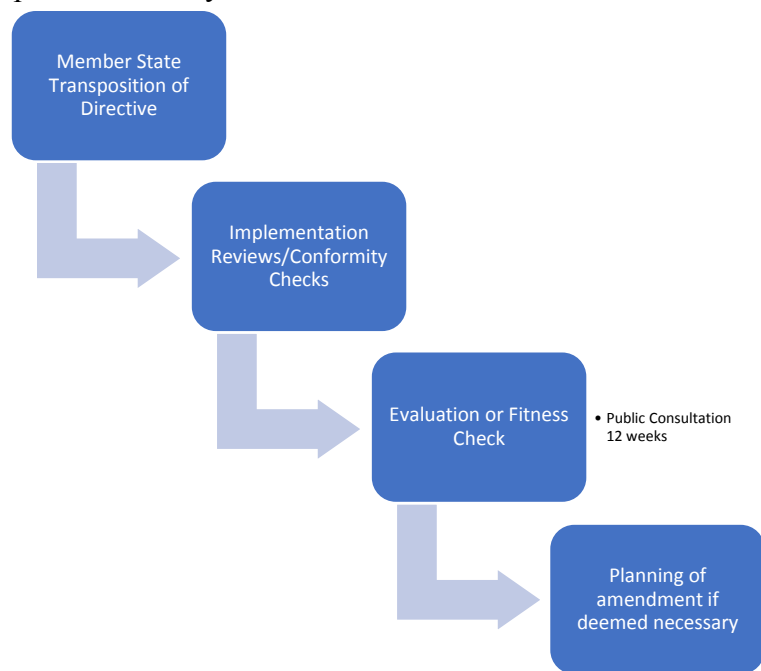 Member State
Transposition of
Directive
Implementation
Reviews/Conformity
Checks
Evaluation or Fitness
Check
• Public Consultation
12 weeks
Planning of
amendment if
deemed necessary